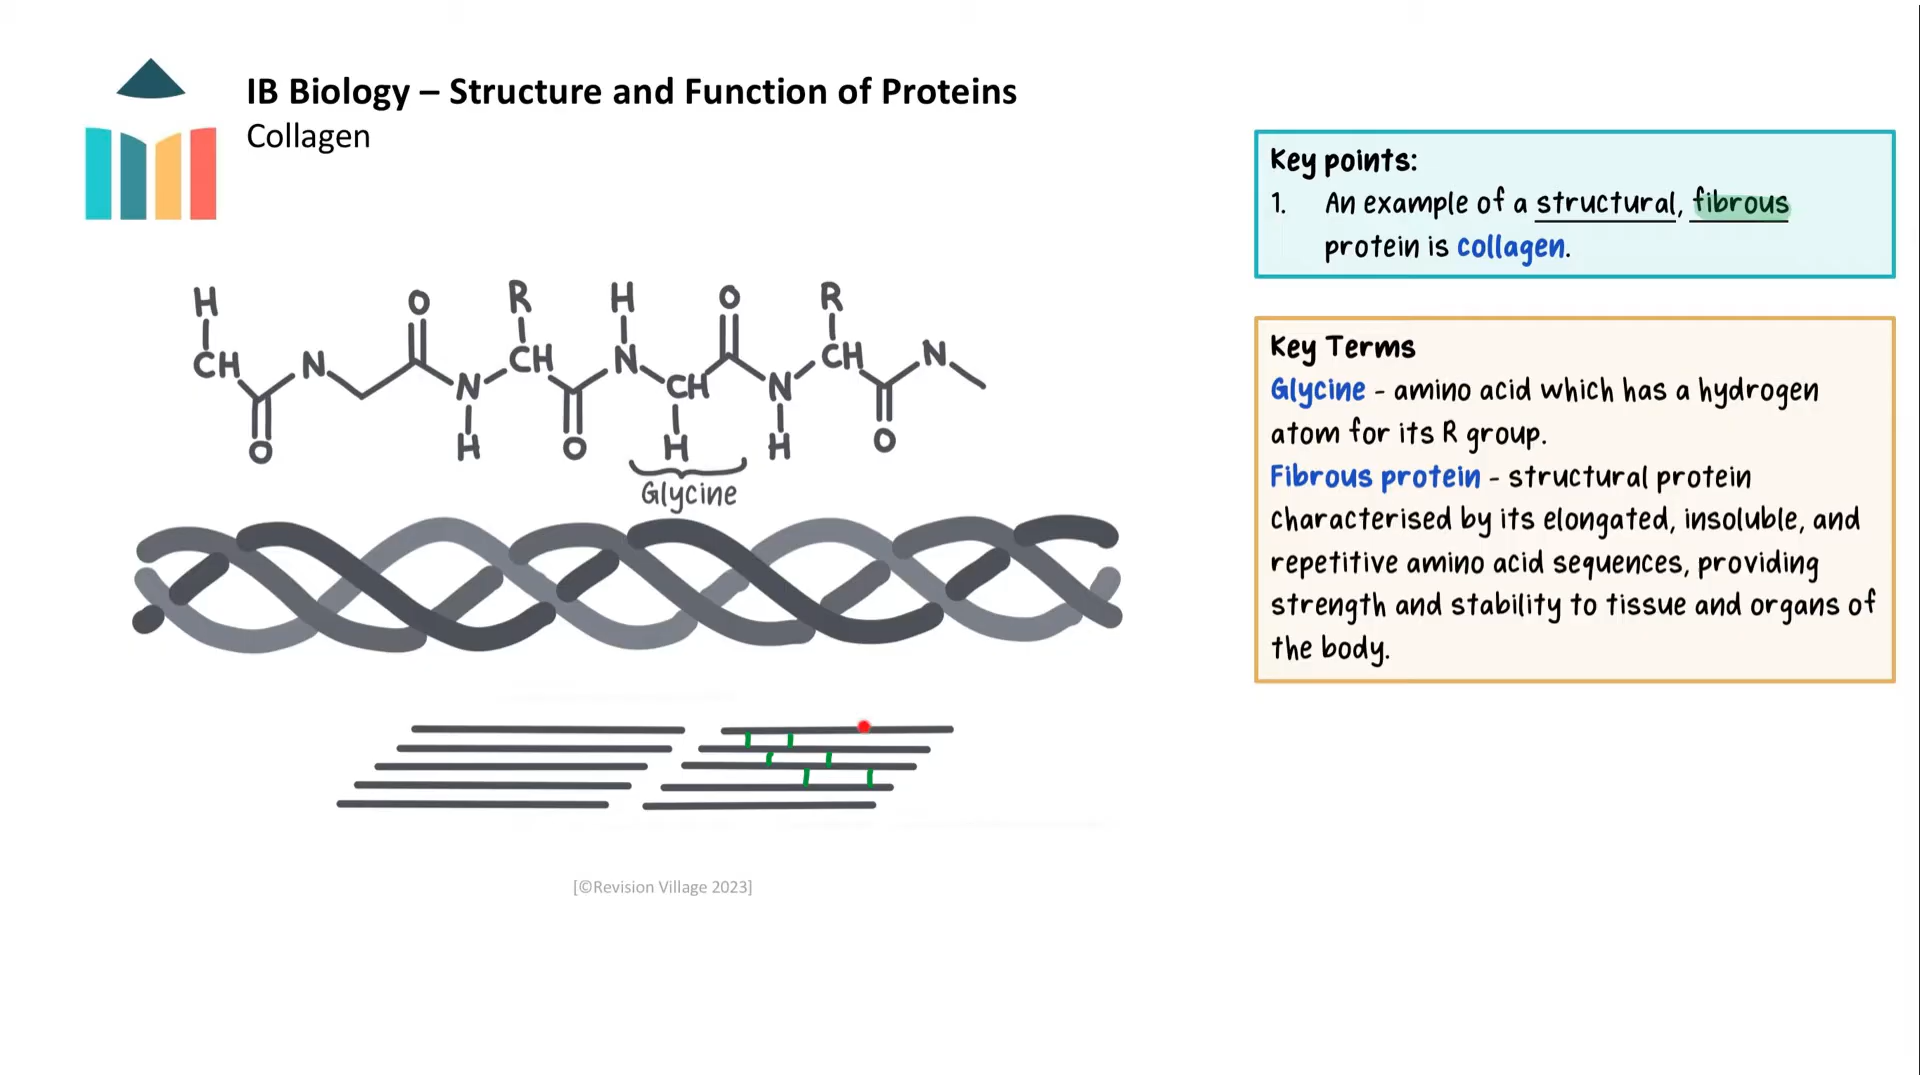 IB Biology – Structure and Function of Proteins
Collagen
Key points:
1. An example of a structural, fibrous
protein is collagen.
Key Terms
Glycine - amino acid which has a hydrogen
atom for its R group.
Fibrous protein - structural protein
characterised by its elongated, insoluble, and
repetitive amino acid sequences, providing
strength and stability to tissue and organs of
the body.
H O R H O R
CH N CH N CH N
N CH N
O H O H H O
Glycine
[©Revision Village 2023]